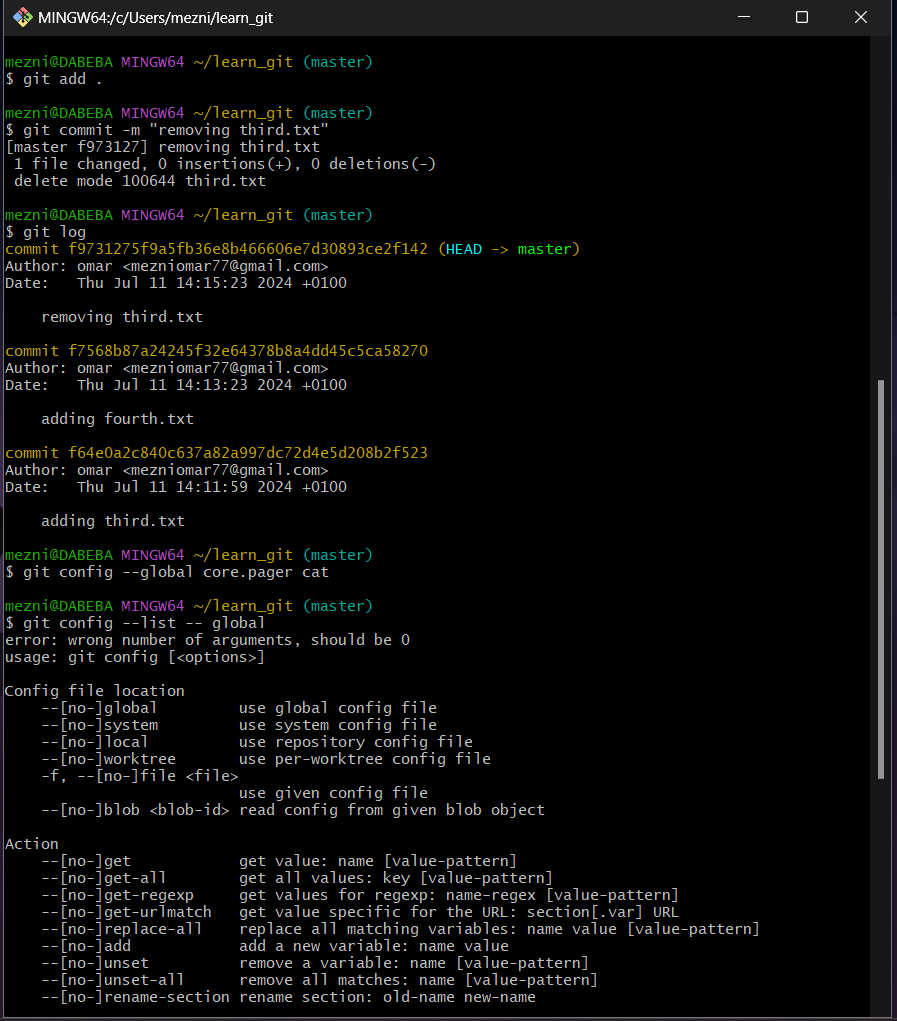 MINGW64:/c/Users/mezni/learn_git
mezni@DABEBA MINGW64 ~/learn_git (master)
$ git add .
mezni@DABEBA MINGW64 ~/learn_git (master)
$ git commit -m "removing third.txt"
[master f973127] removing third.txt
 1 file changed, 0 insertions(+), 0 deletions(-)
 delete mode 100644 third.txt
mezni@DABEBA MINGW64 ~/learn_git (master)
$ git log
commit f9731275f9a5fb36e8b466606e7d30893ce2f142 (HEAD -> master)
Author: omar <mezniomar77@gmail.com>
Date:   Thu Jul 11 14:15:23 2024 +0100
    removing third.txt
commit f7568b87a24245f32e64378b8a4dd45c5ca58270
Author: omar <mezniomar77@gmail.com>
Date:   Thu Jul 11 14:13:23 2024 +0100
    adding fourth.txt
commit f64e0a2c840c637a82a997dc72d4e5d208b2f523
Author: omar <mezniomar77@gmail.com>
Date:   Thu Jul 11 14:11:59 2024 +0100
    adding third.txt
mezni@DABEBA MINGW64 ~/learn_git (master)
$ git config --global core.pager cat
mezni@DABEBA MINGW64 ~/learn_git (master)
$ git config --list -- global
error: wrong number of arguments, should be 0
usage: git config [<options>]
Config file location
    --[no-]global         use global config file
    --[no-]system         use system config file
    --[no-]local          use repository config file
    --[no-]worktree       use per-worktree config file
    -f, --[no-]file <file>
                          use given config file
    --[no-]blob <blob-id> read config from given blob object
Action
    --[no-]get            get value: name [value-pattern]
    --[no-]get-all        get all values: key [value-pattern]
    --[no-]get-regexp     get values for regexp: name-regex [value-pattern]
    --[no-]get-urlmatch   get value specific for the URL: section[.var] URL
    --[no-]replace-all    replace all matching variables: name value [value-pattern]
    --[no-]add            add a new variable: name value
    --[no-]unset          remove a variable: name [value-pattern]
    --[no-]unset-all      remove all matches: name [value-pattern]
    --[no-]rename-section rename section: old-name new-name